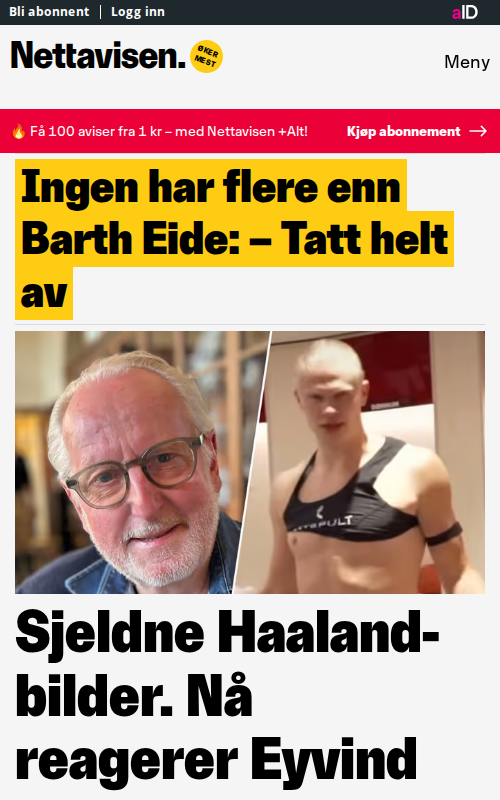 Bli abonnent | Logg inn
aID
Nettavisen.
ØKER
MEST
Meny
🔥 Få 100 aviser fra 1 kr – med Nettavisen +Alt!
Kjøp abonnement →
Ingen har flere enn
Barth Eide: – Tatt helt
av
CATAPULT
Sjeldne Haaland-
bilder. Nå
reagerer Eyvind